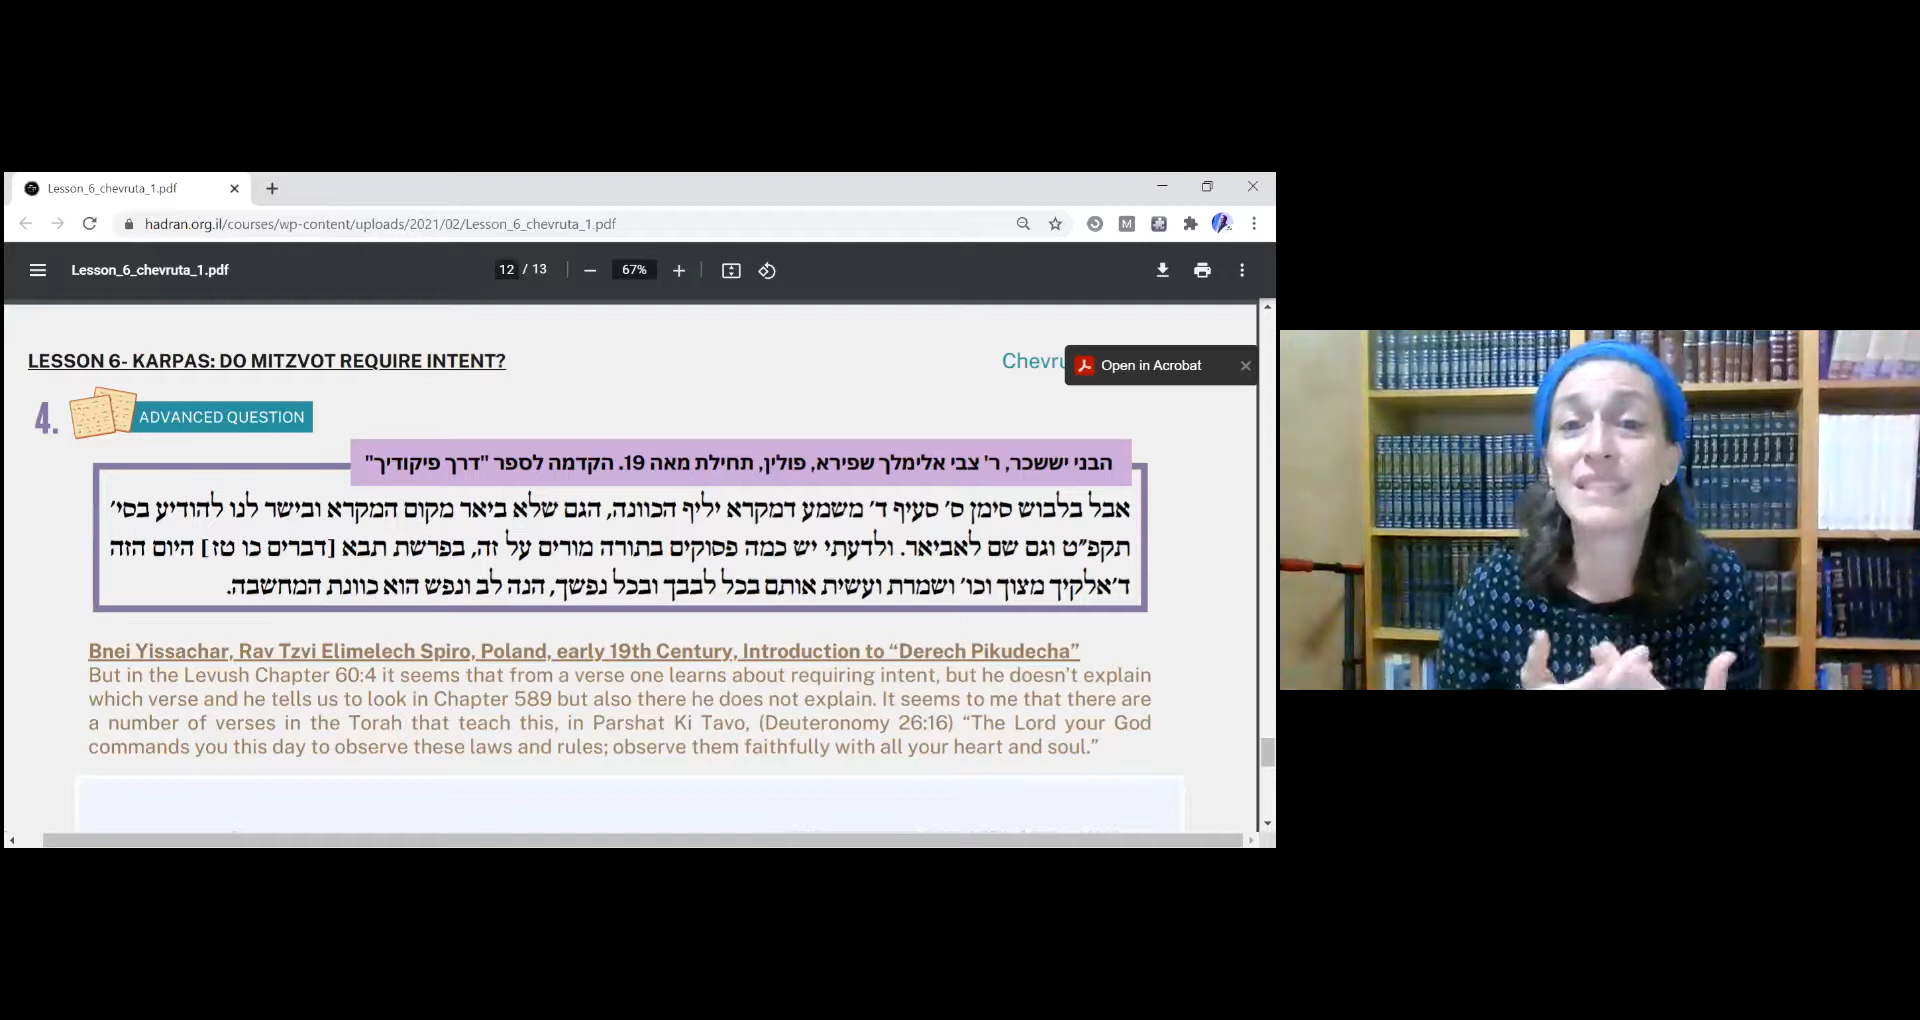 Lesson_6_chevruta_1.pdf
hadran.org.il/courses/wp-content/uploads/2021/02/Lesson_6_chevruta_1.pdf
M
Lesson_6_chevruta_1.pdf
12 / 13
67%
LESSON 6- KARPAS: DO MITZVOT REQUIRE INTENT?
Open in Acrobat
4.
ADVANCED QUESTION
הבני יששכר, ר' צבי אלימלך שפירא, פולין, תחילת מאה 19. הקדמה לספר "דרך פיקודיך"
אבל בלבוש סימן ס' סעיף ד' משמע דמקרא יליף הכוונה, הגם שלא ביאר מקום המקרא ובישר לנו להודיע בסי'
תקפ"ט וגם שם לאביאר. ולדעתי יש כמה פסוקים בתורה מורים על זה, בפרשת תבא [דברים כו טז] היום הזה
ד'אלקיך מצוך וכו' ושמרת ועשית אותם בכל לבבך ובכל נפשך, הנה לב ונפש הוא כוונת המחשבה.
Bnei Yissachar, Rav Tzvi Elimelech Spiro, Poland, early 19th Century, Introduction to “Derech Pikudecha”
But in the Levush Chapter 60:4 it seems that from a verse one learns about requiring intent, but he doesn’t explain
which verse and he tells us to look in Chapter 589 but also there he does not explain. It seems to me that there are
a number of verses in the Torah that teach this, in Parshat Ki Tavo, (Deuteronomy 26:16) “The Lord your God
commands you this day to observe these laws and rules; observe them faithfully with all your heart and soul.”